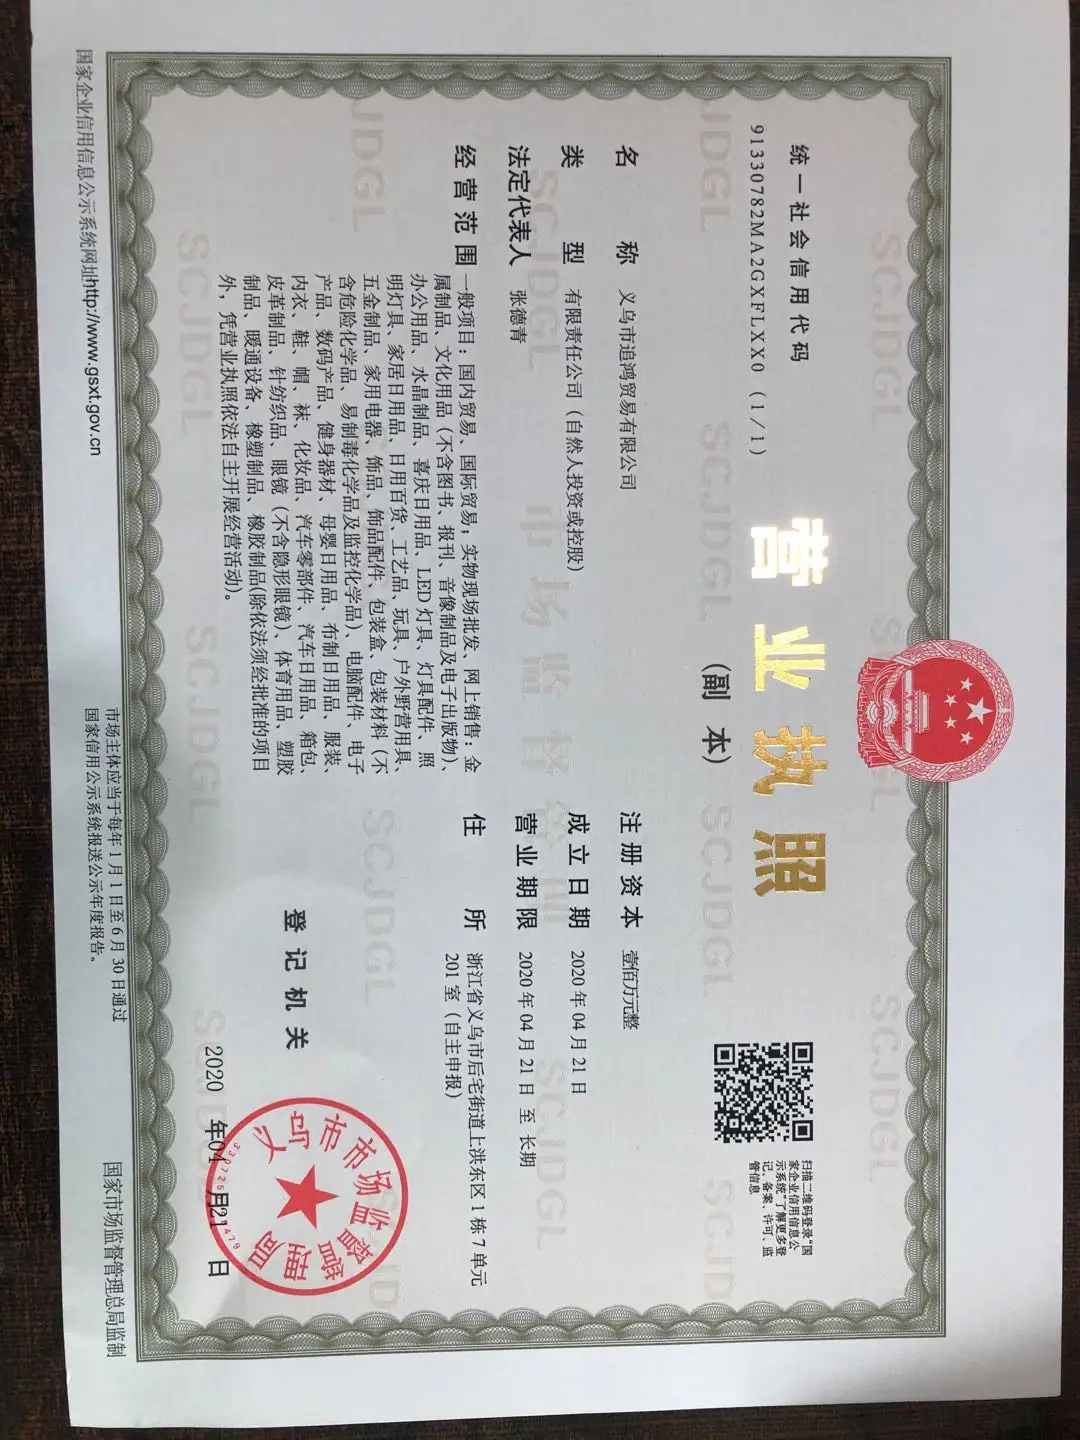 统一社会信用代码
91330782MA2GXFLXX0 (1/1)
营业执照
(副本)
扫描二维码登录“国
家企业信用信息公
示系统”了解更多登
记、备案、许可、监
管信息
名称 义乌市追鸿贸易有限公司
类型 有限责任公司（自然人投资或控股）
法定代表人 张德青
经营范围 一般项目：国内贸易、国际贸易；实物现场批发、网上销售：金
属制品、文化用品（不含图书、报刊、音像制品及电子出版物）、
办公用品、水晶制品、喜庆日用品、LED灯具、灯具配件、照
明灯具、家居日用品、日用百货、工艺品、玩具、户外野营用具、
五金制品、家用电器、饰品、饰品配件、包装盒、包装材料（不
含危险化学品、易制毒化学品及监控化学品）、电脑配件、电子
产品、数码产品、健身器材、母婴日用品、布制日用品、服装、
内衣、鞋、帽、袜、化妆品、汽车零部件、汽车日用品、箱包、
皮革制品、针纺织品、眼镜（不含隐形眼镜）、体育用品、塑胶
制品、暖通设备、橡塑制品、橡胶制品(除依法须经批准的项目
外，凭营业执照依法自主开展经营活动)。
注册资本 壹佰万元整
成立日期 2020年04月21日
营业期限 2020年04月21日至长期
住所 浙江省义乌市后宅街道上洪东区1栋7单元
201室（自主申报）
登记机关
义乌市市场监督管理局
2020年04月21日
国家企业信用信息公示系统网址http://www.gsxt.gov.cn
市场主体应当于每年1月1日至6月30日通过
国家信用公示系统报送公示年度报告。
国家市场监督管理总局监制
SCJDGL
市场监督管理